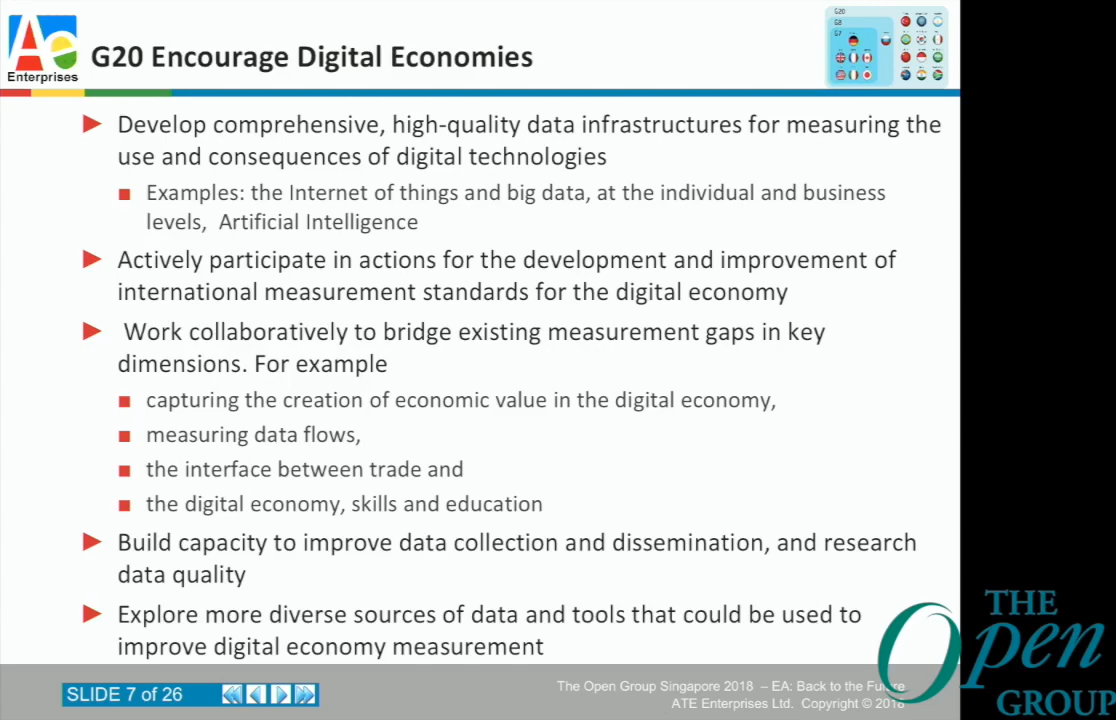 G20 Encourage Digital Economies
Enterprises
G20
G8
G7
Develop comprehensive, high-quality data infrastructures for measuring the
use and consequences of digital technologies
Examples: the Internet of things and big data, at the individual and business
levels, Artificial Intelligence
Actively participate in actions for the development and improvement of
international measurement standards for the digital economy
Work collaboratively to bridge existing measurement gaps in key
dimensions. For example
capturing the creation of economic value in the digital economy,
measuring data flows,
the interface between trade and
the digital economy, skills and education
Build capacity to improve data collection and dissemination, and research
data quality
Explore more diverse sources of data and tools that could be used to
improve digital economy measurement
SLIDE 7 of 26
The Open Group Singapore 2018 – EA: Back to the Future
ATE Enterprises Ltd. Copyright © 2018
THE
Open
GROUP